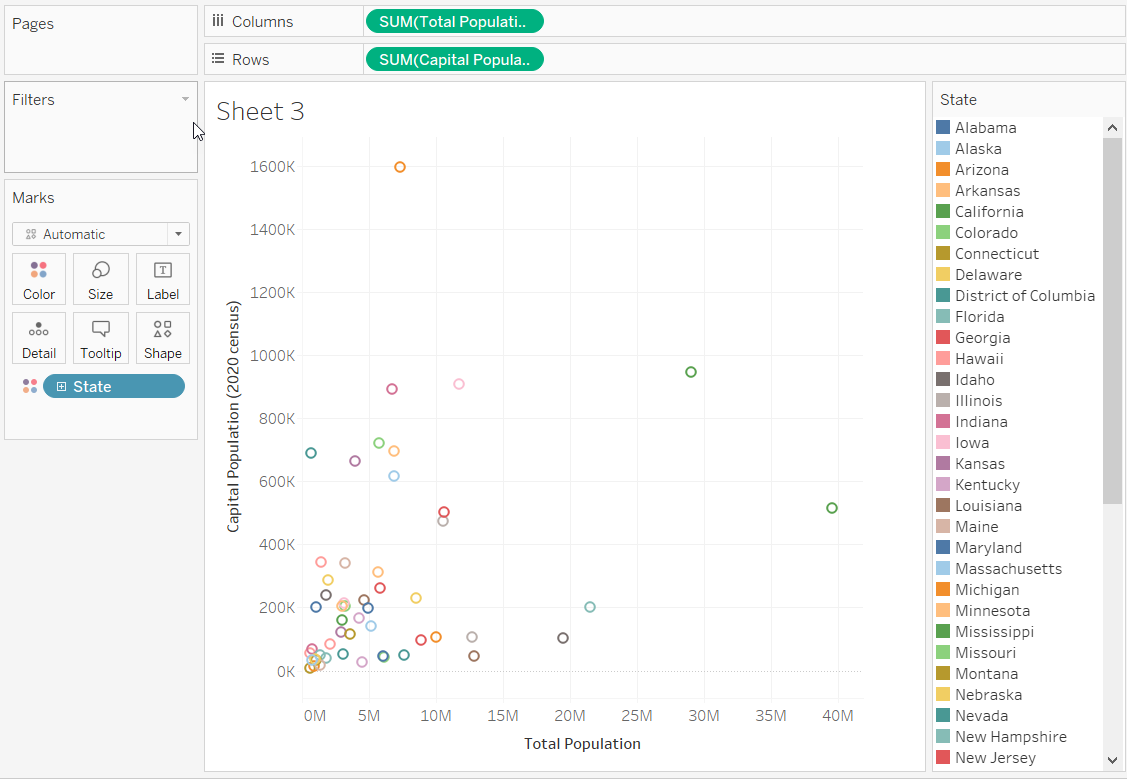 Pages
Columns
SUM(Total Populati..
Rows
SUM(Capital Popula..
Filters
Marks
Automatic
Color
Size
Label
Detail
Tooltip
Shape
State
Sheet 3
Capital Population (2020 census)
1600K
1400K
1200K
1000K
800K
600K
400K
200K
0K
0M
5M
10M
15M
20M
25M
30M
35M
40M
Total Population
State
Alabama
Alaska
Arizona
Arkansas
California
Colorado
Connecticut
Delaware
District of Columbia
Florida
Georgia
Hawaii
Idaho
Illinois
Indiana
Iowa
Kansas
Kentucky
Louisiana
Maine
Maryland
Massachusetts
Michigan
Minnesota
Mississippi
Missouri
Montana
Nebraska
Nevada
New Hampshire
New Jersey